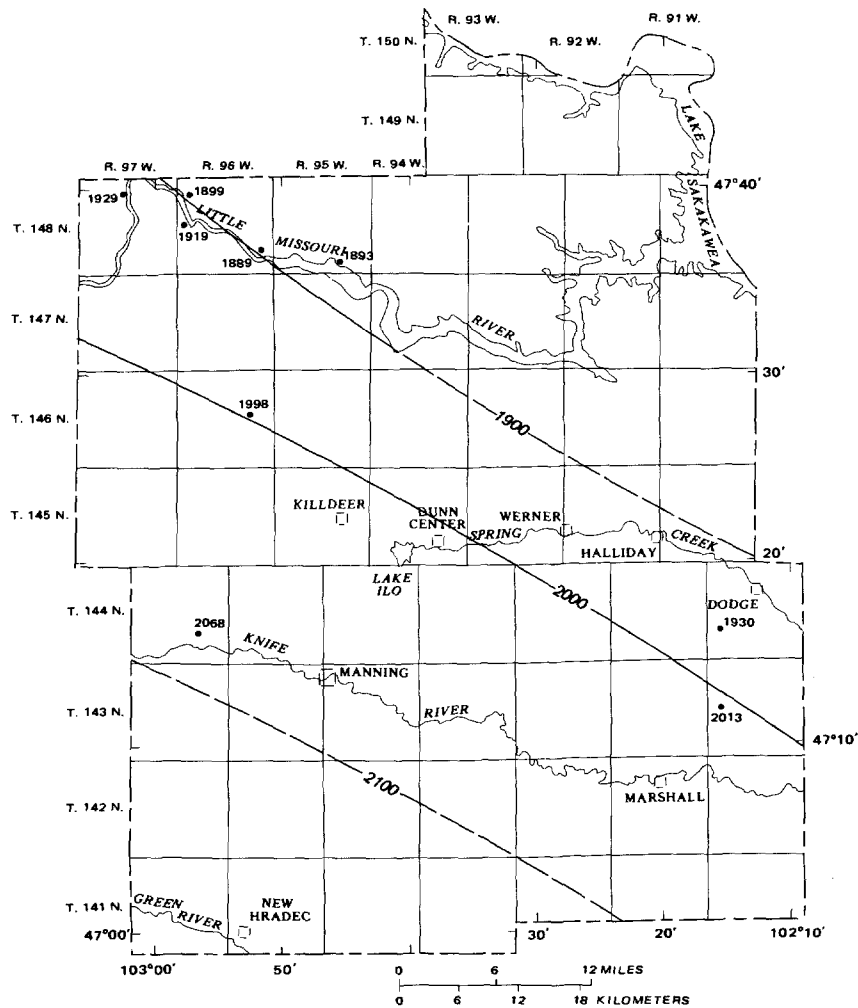 R. 93 W.
R. 91 W.
T. 150 N.
R. 92 W.
T. 149 N.
LAKE
SAKAKAWEA
R. 97 W.
R. 96 W.
R. 95 W.
R. 94 W.
47°40′
1929
1899
T. 148 N.
1919
LITTLE
MISSOURI
RIVER
1889
1893
T. 147 N.
30′
T. 146 N.
1998
1900
T. 145 N.
KILLDEER
DUNN
CENTER
WERNER
SPRING
CREEK
HALLIDAY
20′
LAKE
ILO
2000
T. 144 N.
2068
DODGE
1930
KNIFE
RIVER
MANNING
T. 143 N.
2013
47°10′
2100
T. 142 N.
MARSHALL
T. 141 N.
GREEN
RIVER
NEW
HRADEC
47°00′
103°00′
50′
30′
20′
102°10′
0
6
12 MILES
0
6
12
18 KILOMETERS